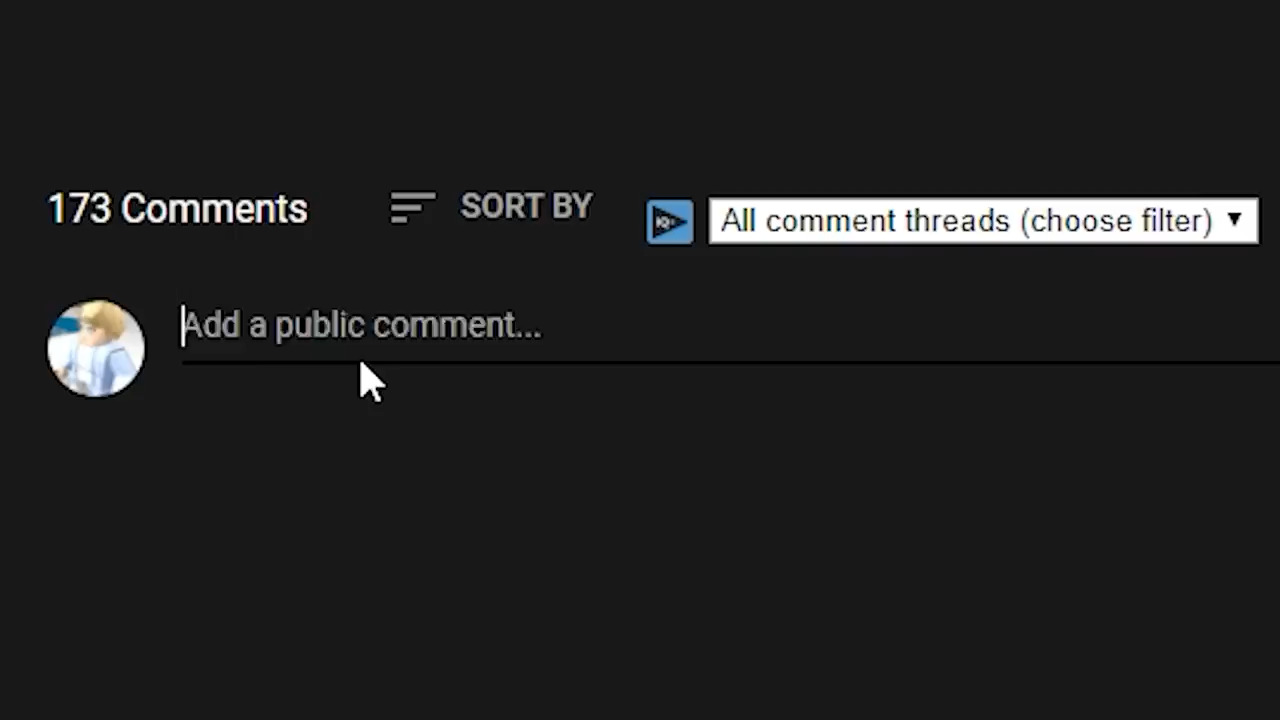 173 Comments
SORT BY
All comment threads (choose filter) ▼
Add a public comment...